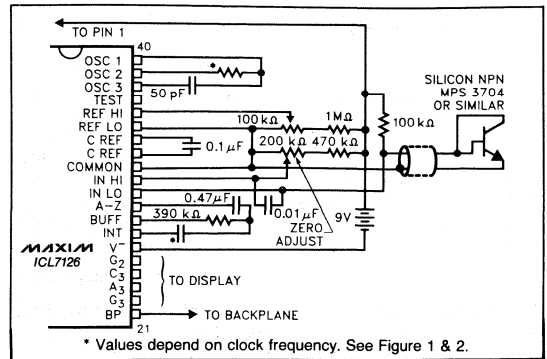 TO PIN 1
40
OSC 1
OSC 2
OSC 3
TEST
REF HI
REF LO
C REF
C REF
COMMON
IN HI
IN LO
A-Z
BUFF
INT
V⁻
G₂
C₃
A₃
G₃
BP
21
MAXIM
ICL7126
*
50 pF
100 kΩ
1MΩ
0.1 µF
200 kΩ
470 kΩ
0.47µF
0.01 µF
390 kΩ
*
ZERO
ADJUST
9V
100 kΩ
SILICON NPN
MPS 3704
OR SIMILAR
TO DISPLAY
TO BACKPLANE
* Values depend on clock frequency. See Figure 1 & 2.